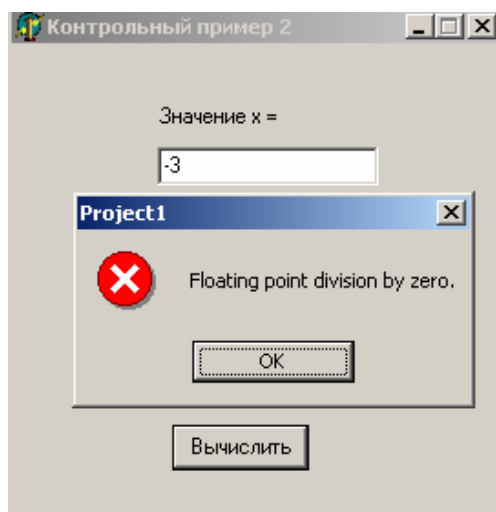 Контрольный пример 2
Значение x =
-3
Project1
Floating point division by zero.
OK
Вычислить